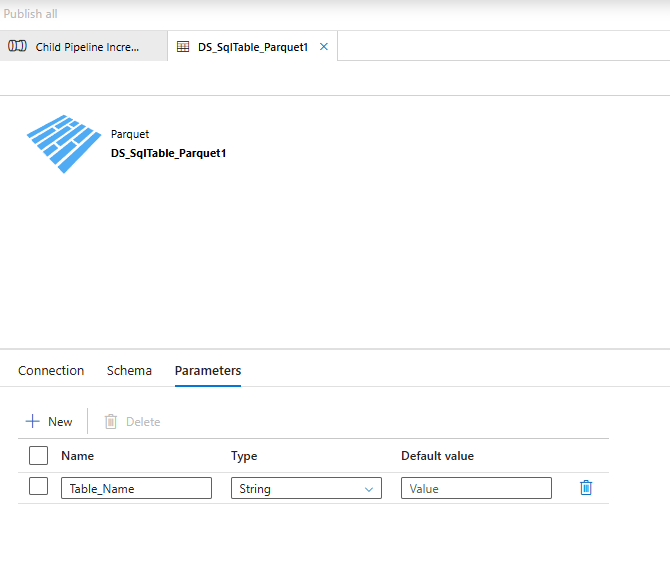 Publish all
Child Pipeline Incre...
DS_SqlTable_Parquet1
Parquet
DS_SqlTable_Parquet1
Connection Schema Parameters
New Delete
Name Type Default value
Table_Name String Value